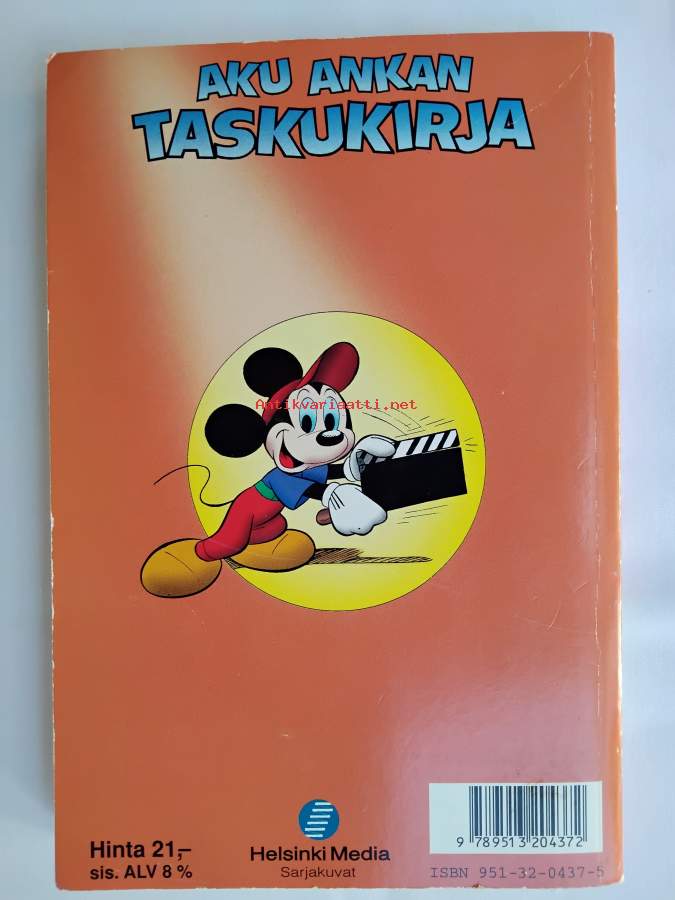 AKU ANKAN
TASKUKIRJA
Antikvariaatti.net
Hinta 21,–
sis. ALV 8 %
Helsinki Media
Sarjakuvat
9 789513 204372
ISBN 951-32-0437-5